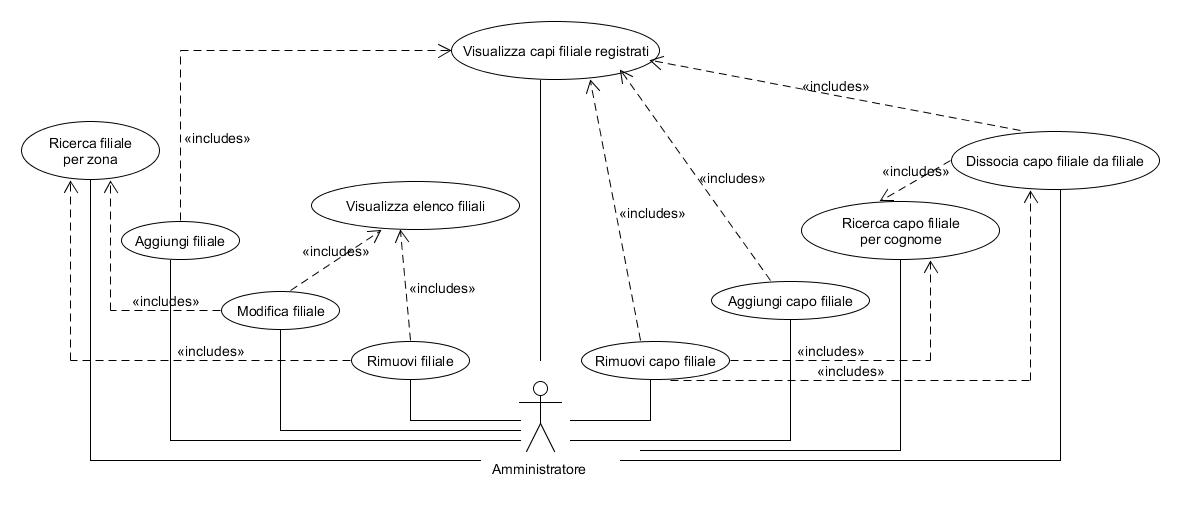 Visualizza capi filiale registrati
«includes»
«includes»
Ricerca filiale
per zona
Dissocia capo filiale da filiale
«includes»
«includes»
Visualizza elenco filiali
«includes»
Ricerca capo filiale
per cognome
Aggiungi filiale
«includes»
«includes»
«includes»
Aggiungi capo filiale
«includes»
Modifica filiale
«includes»
«includes»
Rimuovi filiale
Rimuovi capo filiale
«includes»
Amministratore